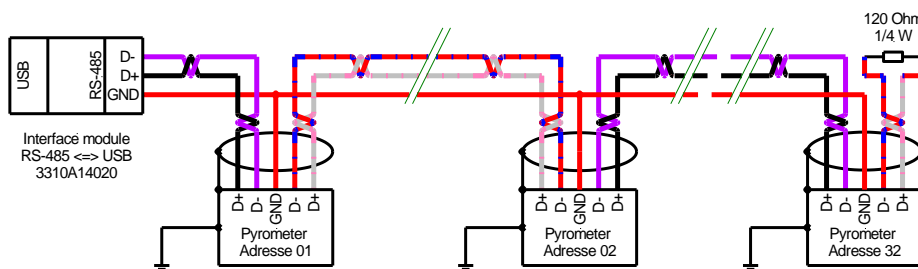 120 Ohm
1/4 W
USB
RS-485
D-
D+
GND
Interface module
RS-485 <=> USB
3310A14020
D+
D-
GND
D-
D+
Pyrometer
Adresse 01
D+
D-
GND
D-
D+
Pyrometer
Adresse 02
D+
D-
GND
D-
D+
Pyrometer
Adresse 32